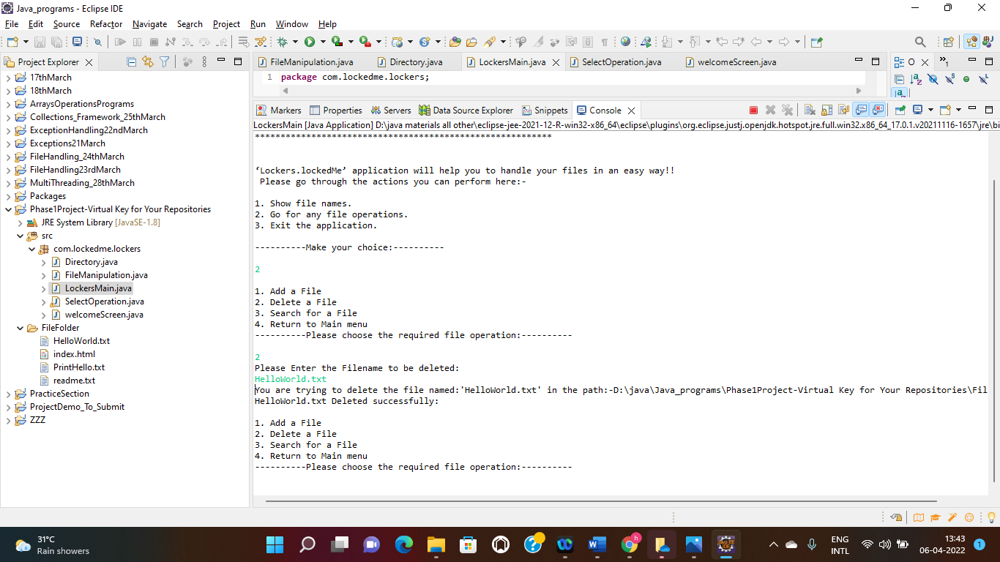 Java_programs - Eclipse IDE
File Edit Source Refactor Navigate Search Project Run Window Help
Project Explorer
17thMarch
18thMarch
ArraysOperationsPrograms
Collections_Framework_25thMarch
ExceptionHandling22ndMarch
Exceptions21March
FileHandling_24thMarch
FileHandling23rdMarch
MultiThreading_28thMarch
Packages
Phase1Project-Virtual Key for Your Repositories
JRE System Library [JavaSE-1.8]
src
com.lockedme.lockers
Directory.java
FileManipulation.java
LockersMain.java
SelectOperation.java
welcomeScreen.java
FileFolder
HelloWorld.txt
index.html
PrintHello.txt
readme.txt
PracticeSection
ProjectDemo_To_Submit
ZZZ
FileManipulation.java Directory.java LockersMain.java SelectOperation.java welcomeScreen.java
1 package com.lockedme.lockers;
O
»1
Markers Properties Servers Data Source Explorer Snippets Console
LockersMain [Java Application] D:\java materials all other\eclipse-jee-2021-12-R-win32-x86_64\eclipse\plugins\org.eclipse.justj.openjdk.hotspot.jre.full.win32.x86_64_17.0.1.v20211116-1657\jre\bi
**********************************************************
‘Lockers.lockedMe’ application will help you to handle your files in an easy way!!
Please go through the actions you can perform here:-
1. Show file names.
2. Go for any file operations.
3. Exit the application.
----------Make your choice:----------
2
1. Add a File
2. Delete a File
3. Search for a File
4. Return to Main menu
----------Please choose the required file operation:----------
2
Please Enter the Filename to be deleted:
HelloWorld.txt
You are trying to delete the file named:'HelloWorld.txt' in the path:-D:\java\Java_programs\Phase1Project-Virtual Key for Your Repositories\Fil
HelloWorld.txt Deleted successfully:
1. Add a File
2. Delete a File
3. Search for a File
4. Return to Main menu
----------Please choose the required file operation:----------
31°C
Rain showers
ENG
INTL
13:43
06-04-2022
1